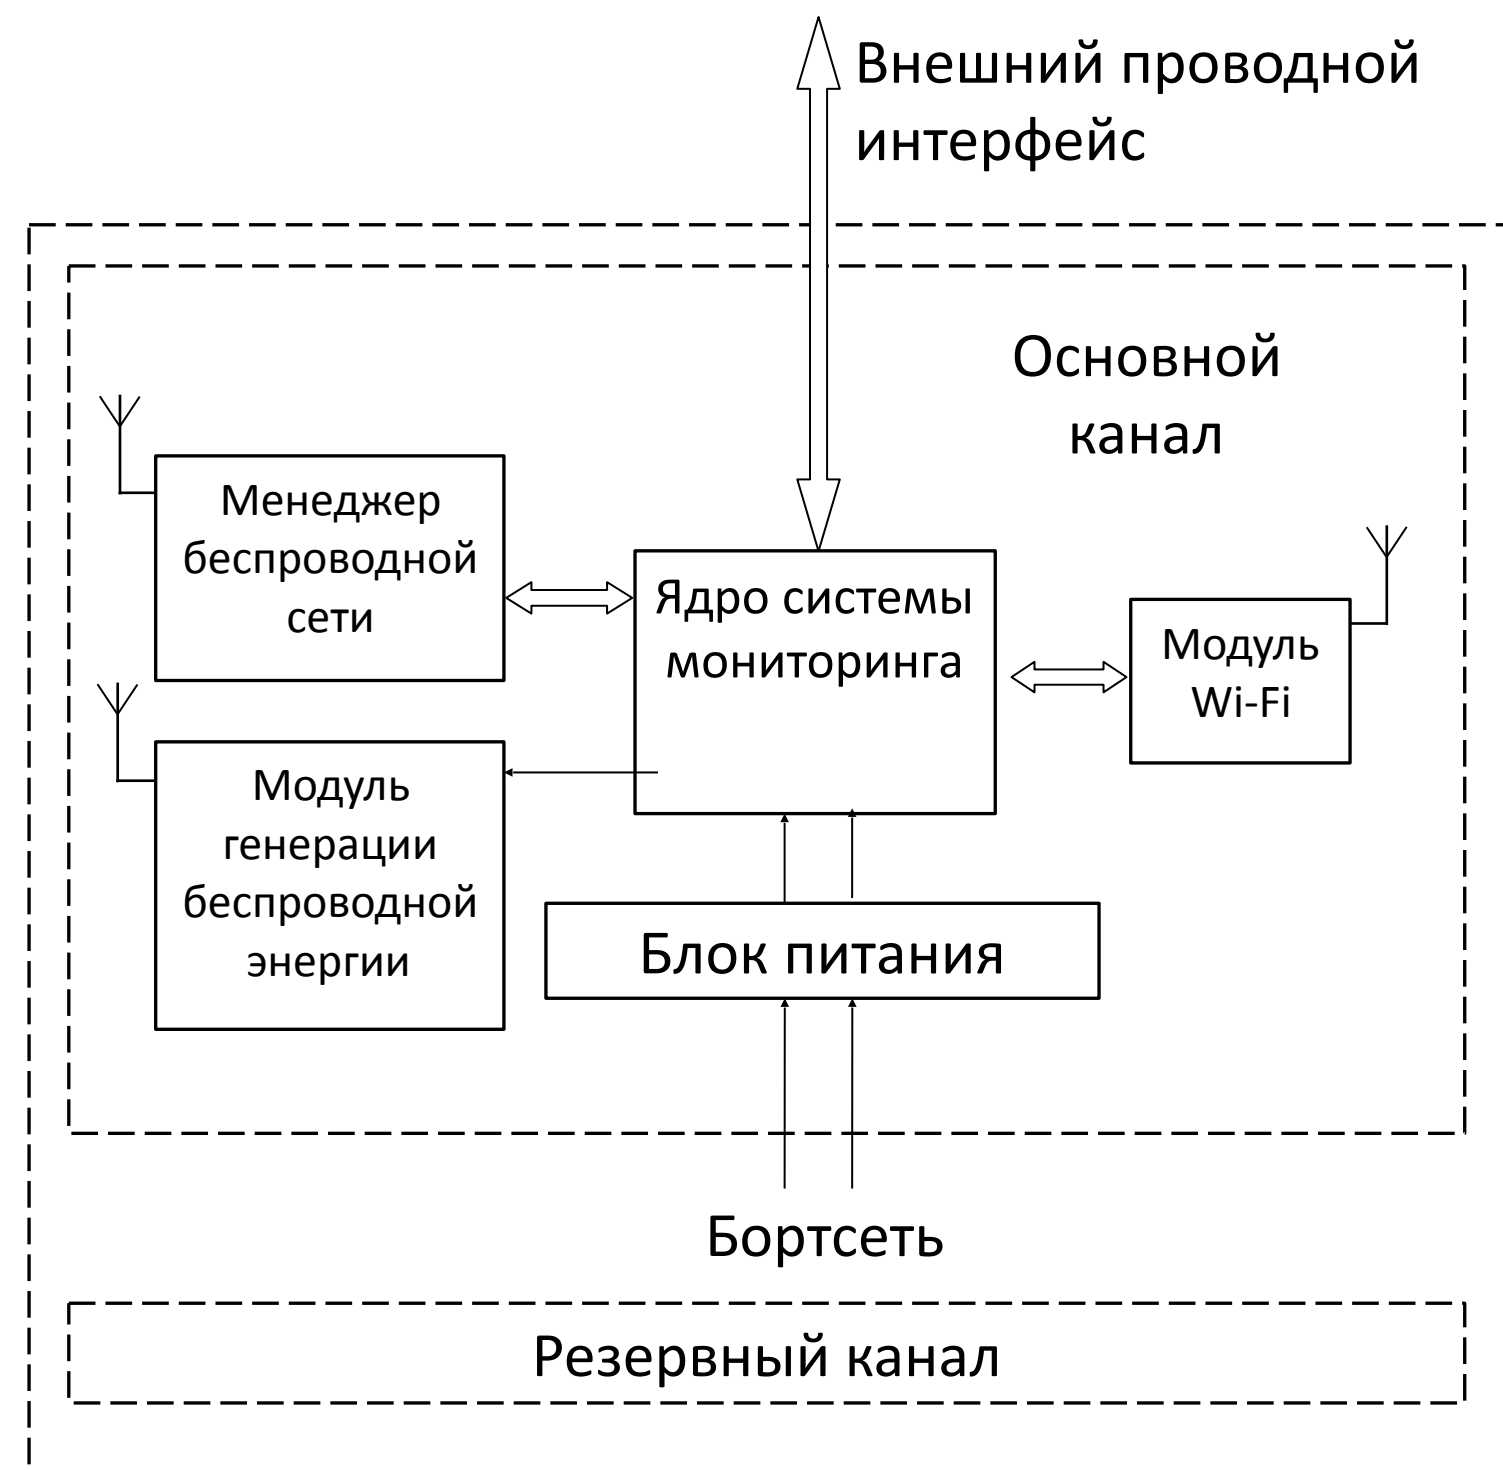 Внешний проводной
интерфейс
Основной
канал
Менеджер
беспроводной
сети
Ядро системы
мониторинга
Модуль
Wi-Fi
Модуль
генерации
беспроводной
энергии
Блок питания
Бортсеть
Резервный канал